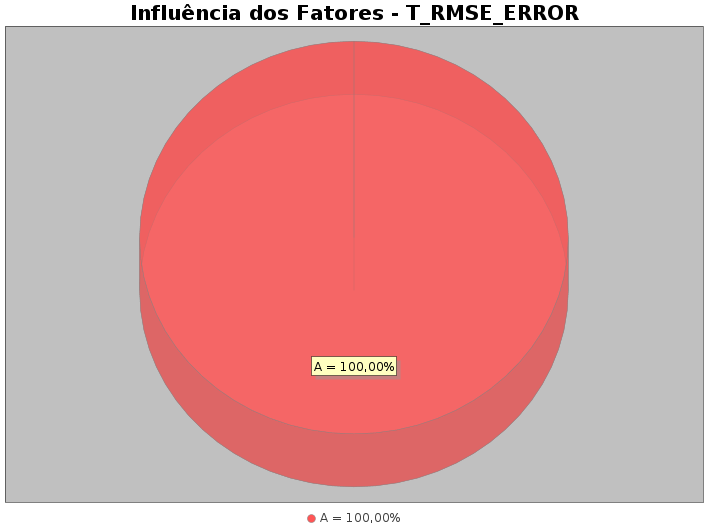 Influência dos Fatores - T_RMSE_ERROR
A = 100,00%
A = 100,00%